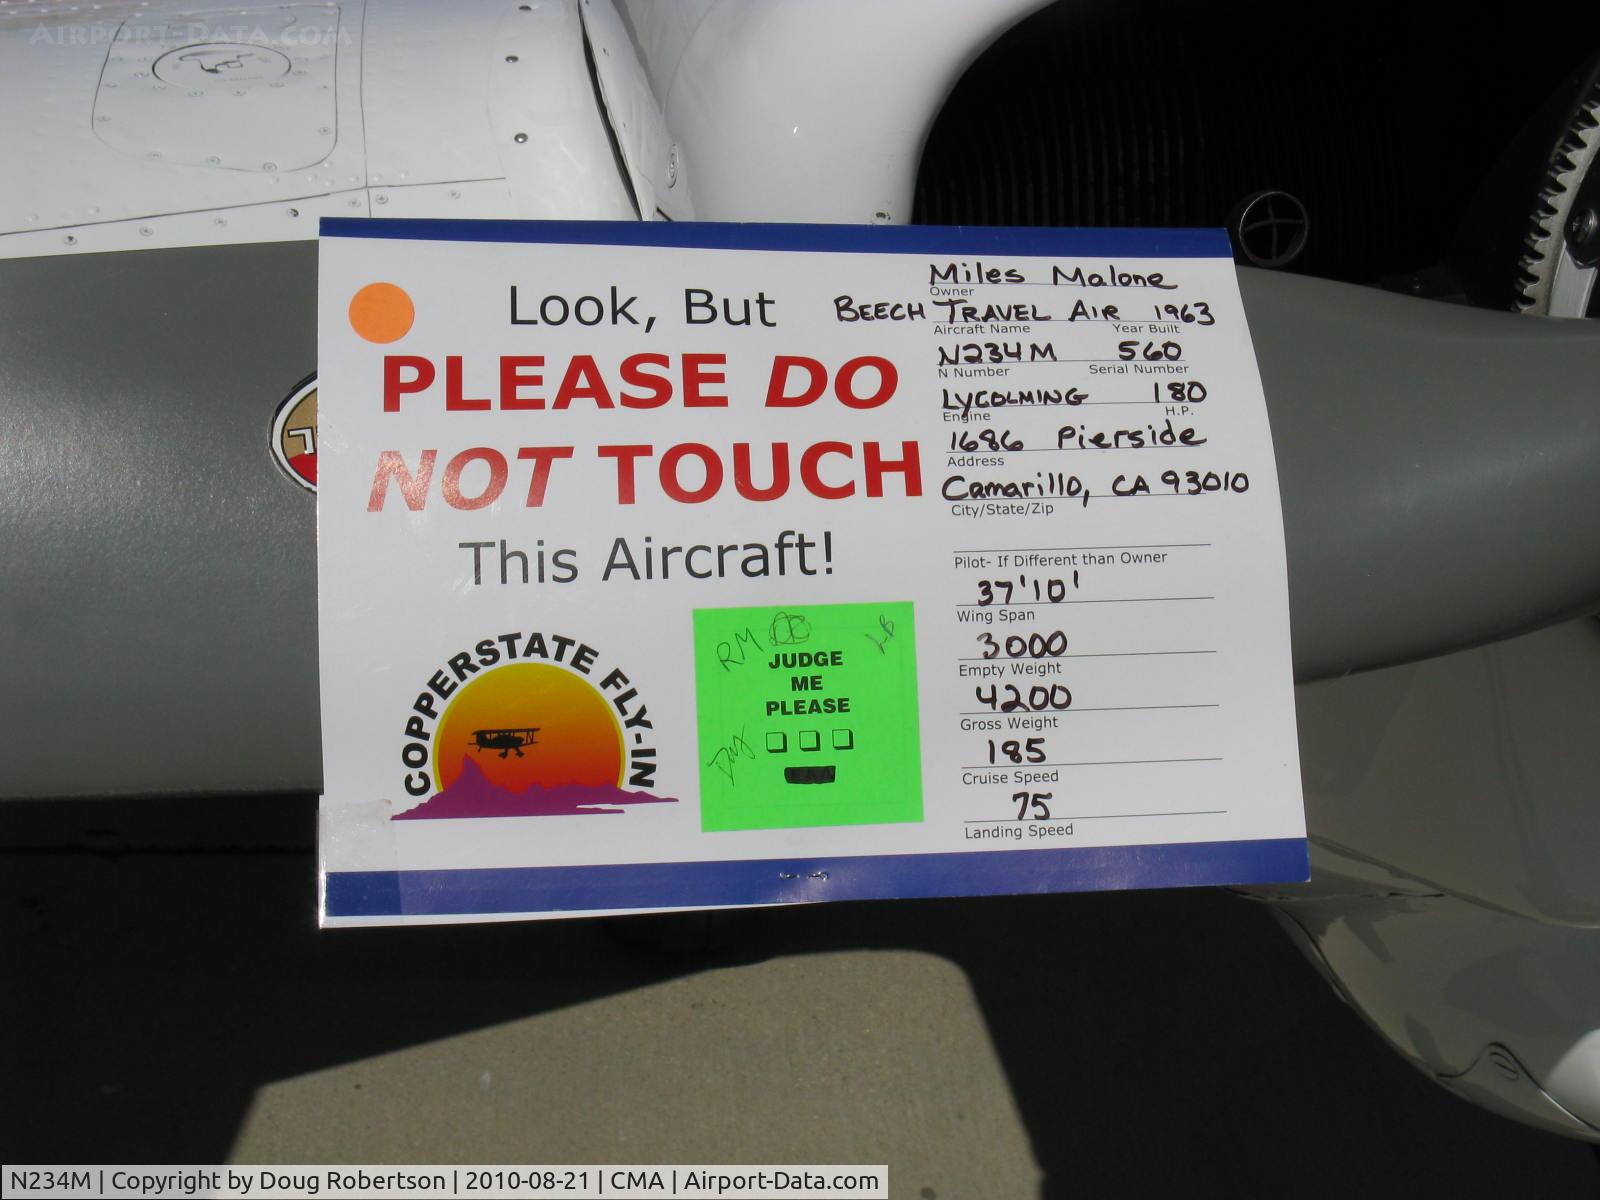 AIRPORT-DATA.COM
Look, But
PLEASE DO
NOT TOUCH
This Aircraft!
COPPERSTATE FLY-IN
RM
LB
JUDGE
ME
PLEASE
Miles Malone
Owner
BEECH TRAVEL AIR 1963
Aircraft Name Year Built
N234M 560
N Number Serial Number
LYCOLMING 180
Engine H.P.
1686 Pierside
Address
Camarillo, CA 93010
City/State/Zip
Pilot- If Different than Owner
37'10'
Wing Span
3000
Empty Weight
4200
Gross Weight
185
Cruise Speed
75
Landing Speed
N234M | Copyright by Doug Robertson | 2010-08-21 | CMA | Airport-Data.com